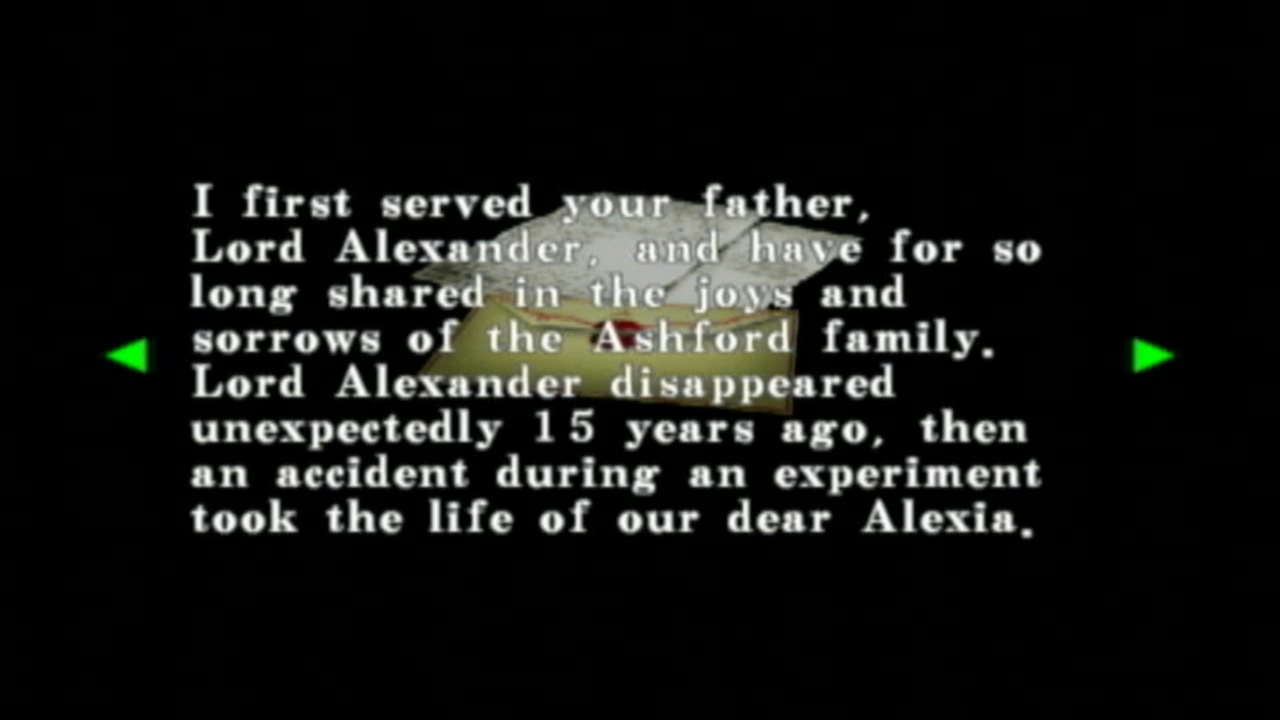 I first served your father,
Lord Alexander, and have for so
long shared in the joys and
sorrows of the Ashford family.
Lord Alexander disappeared
unexpectedly 15 years ago, then
an accident during an experiment
took the life of our dear Alexia.